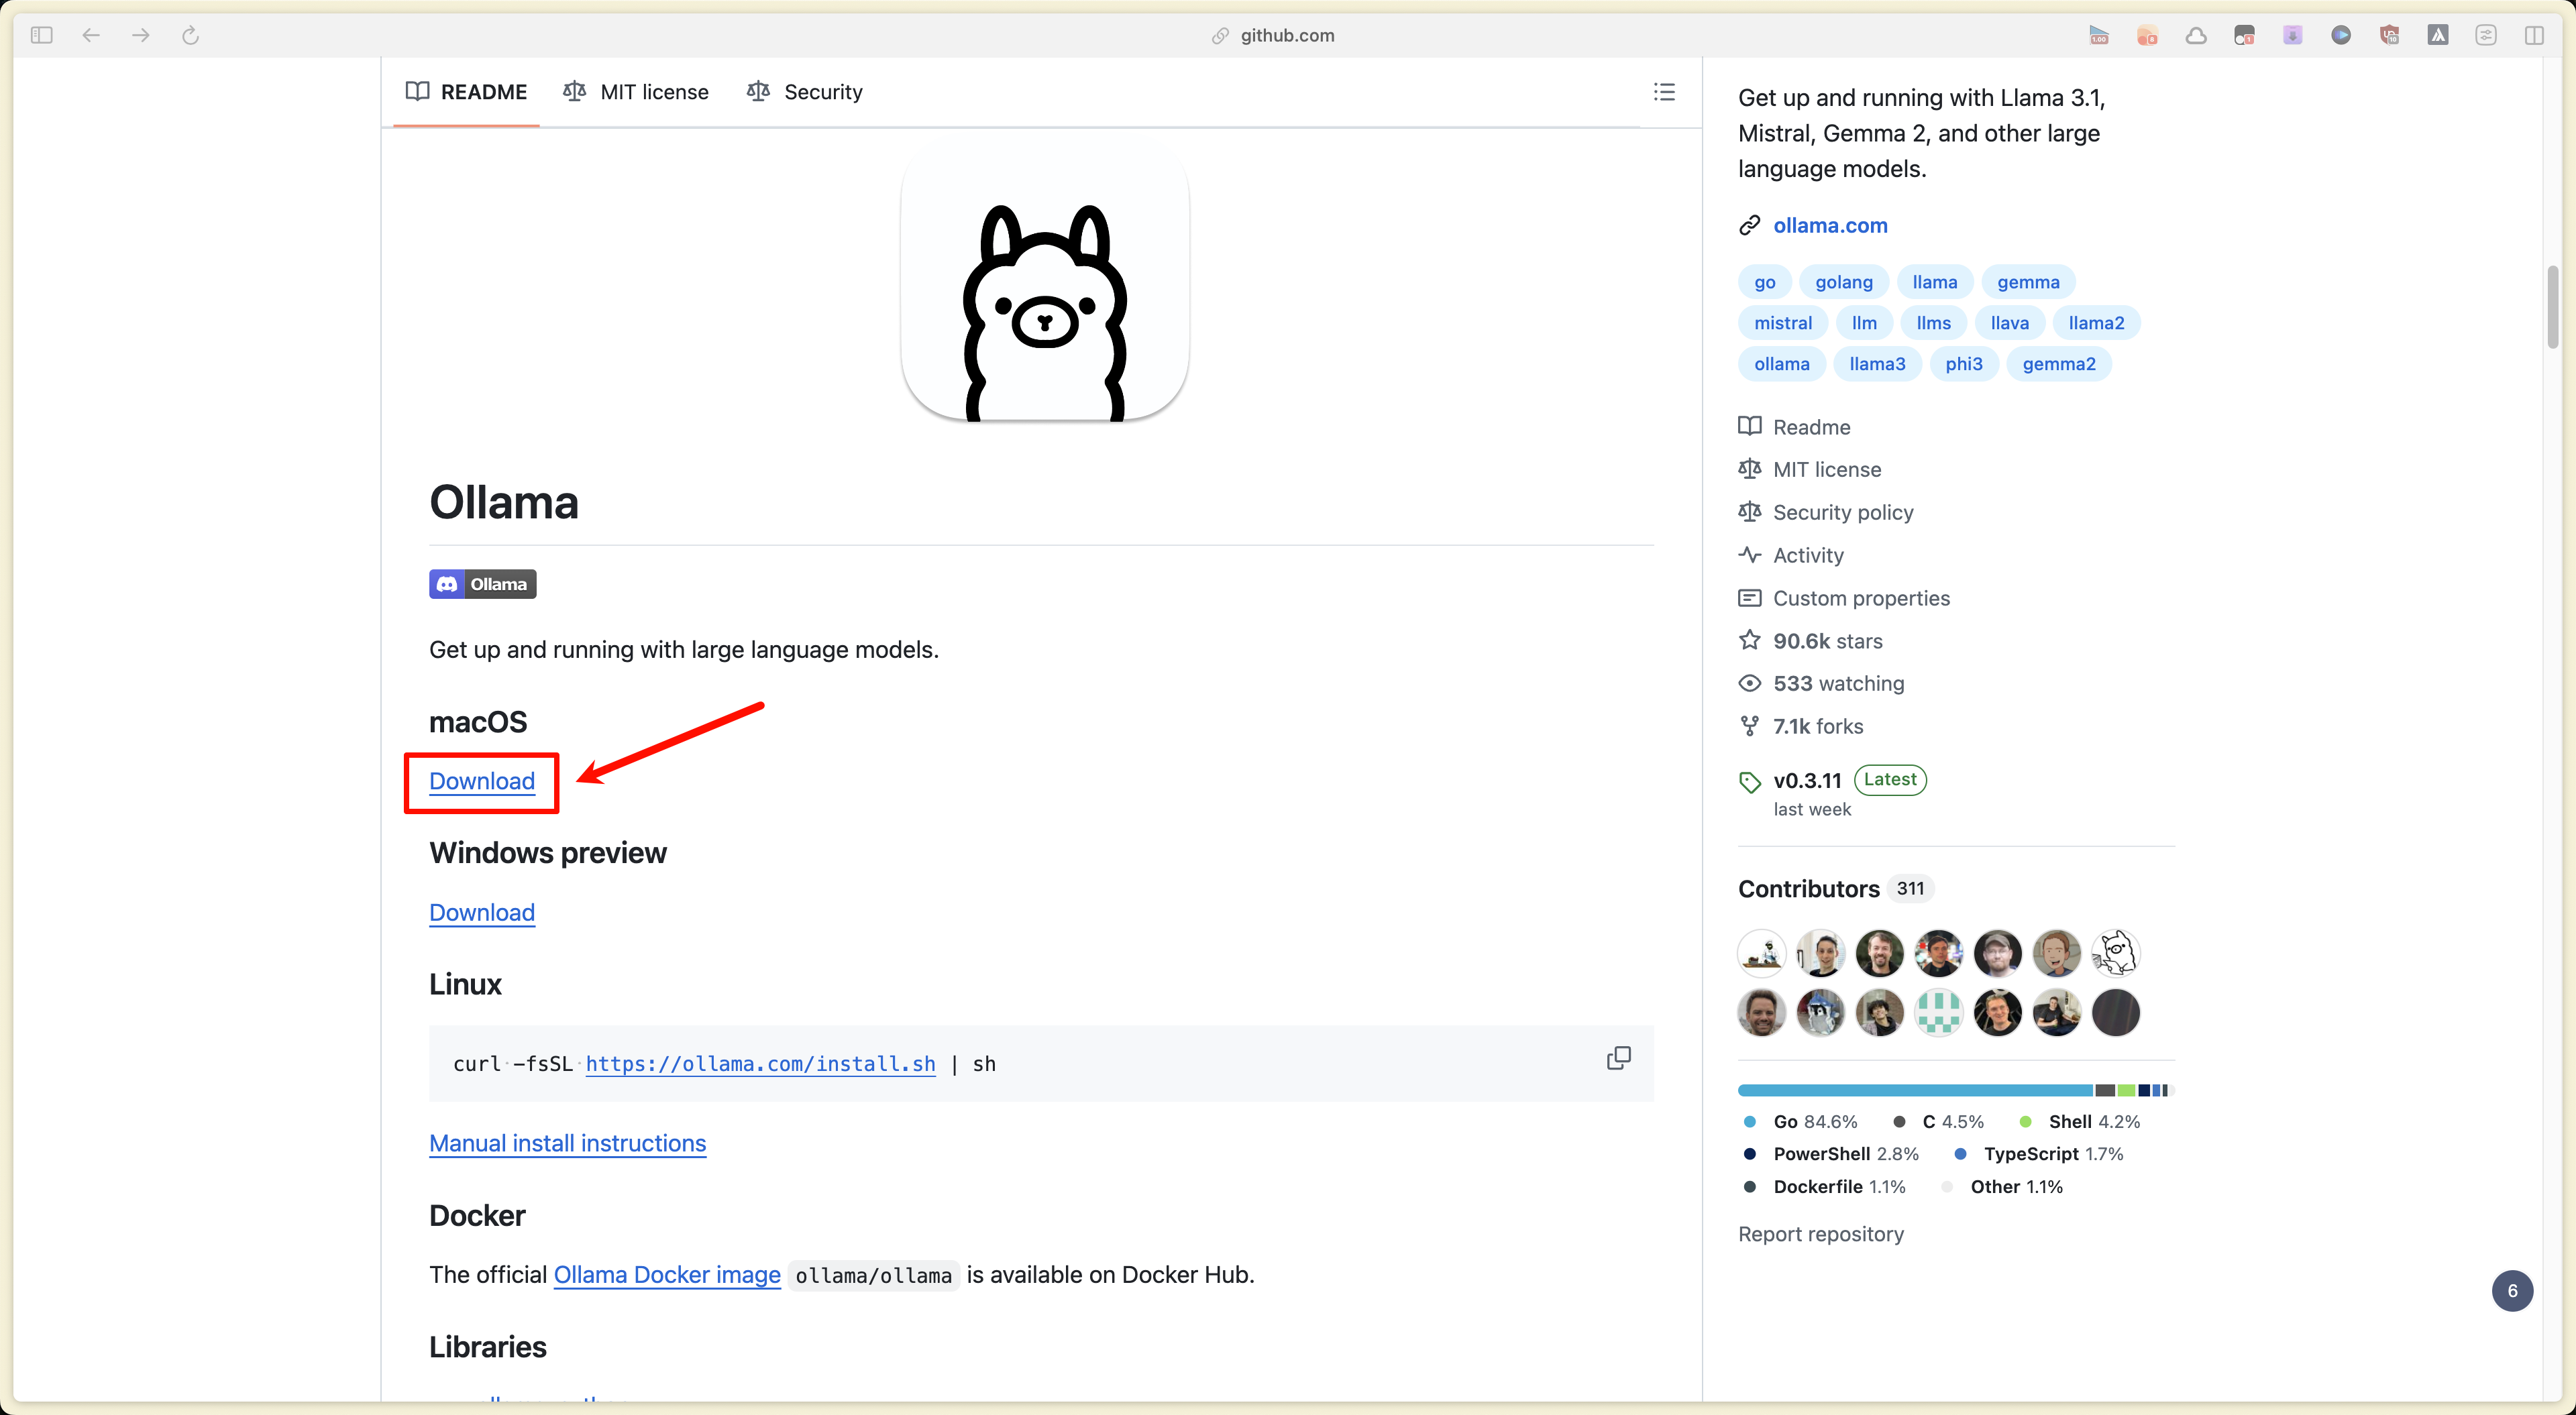 github.com
README
MIT license
Security
Ollama
Ollama
Get up and running with large language models.
macOS
Download
Windows preview
Download
Linux
curl -fsSL https://ollama.com/install.sh | sh
Manual install instructions
Docker
The official Ollama Docker image ollama/ollama is available on Docker Hub.
Libraries
Get up and running with Llama 3.1,
Mistral, Gemma 2, and other large
language models.
ollama.com
go golang llama gemma
mistral llm llms llava llama2
ollama llama3 phi3 gemma2
Readme
MIT license
Security policy
Activity
Custom properties
90.6k stars
533 watching
7.1k forks
v0.3.11 Latest
last week
Contributors 311
Go 84.6% C 4.5% Shell 4.2%
PowerShell 2.8% TypeScript 1.7%
Dockerfile 1.1% Other 1.1%
Report repository
6